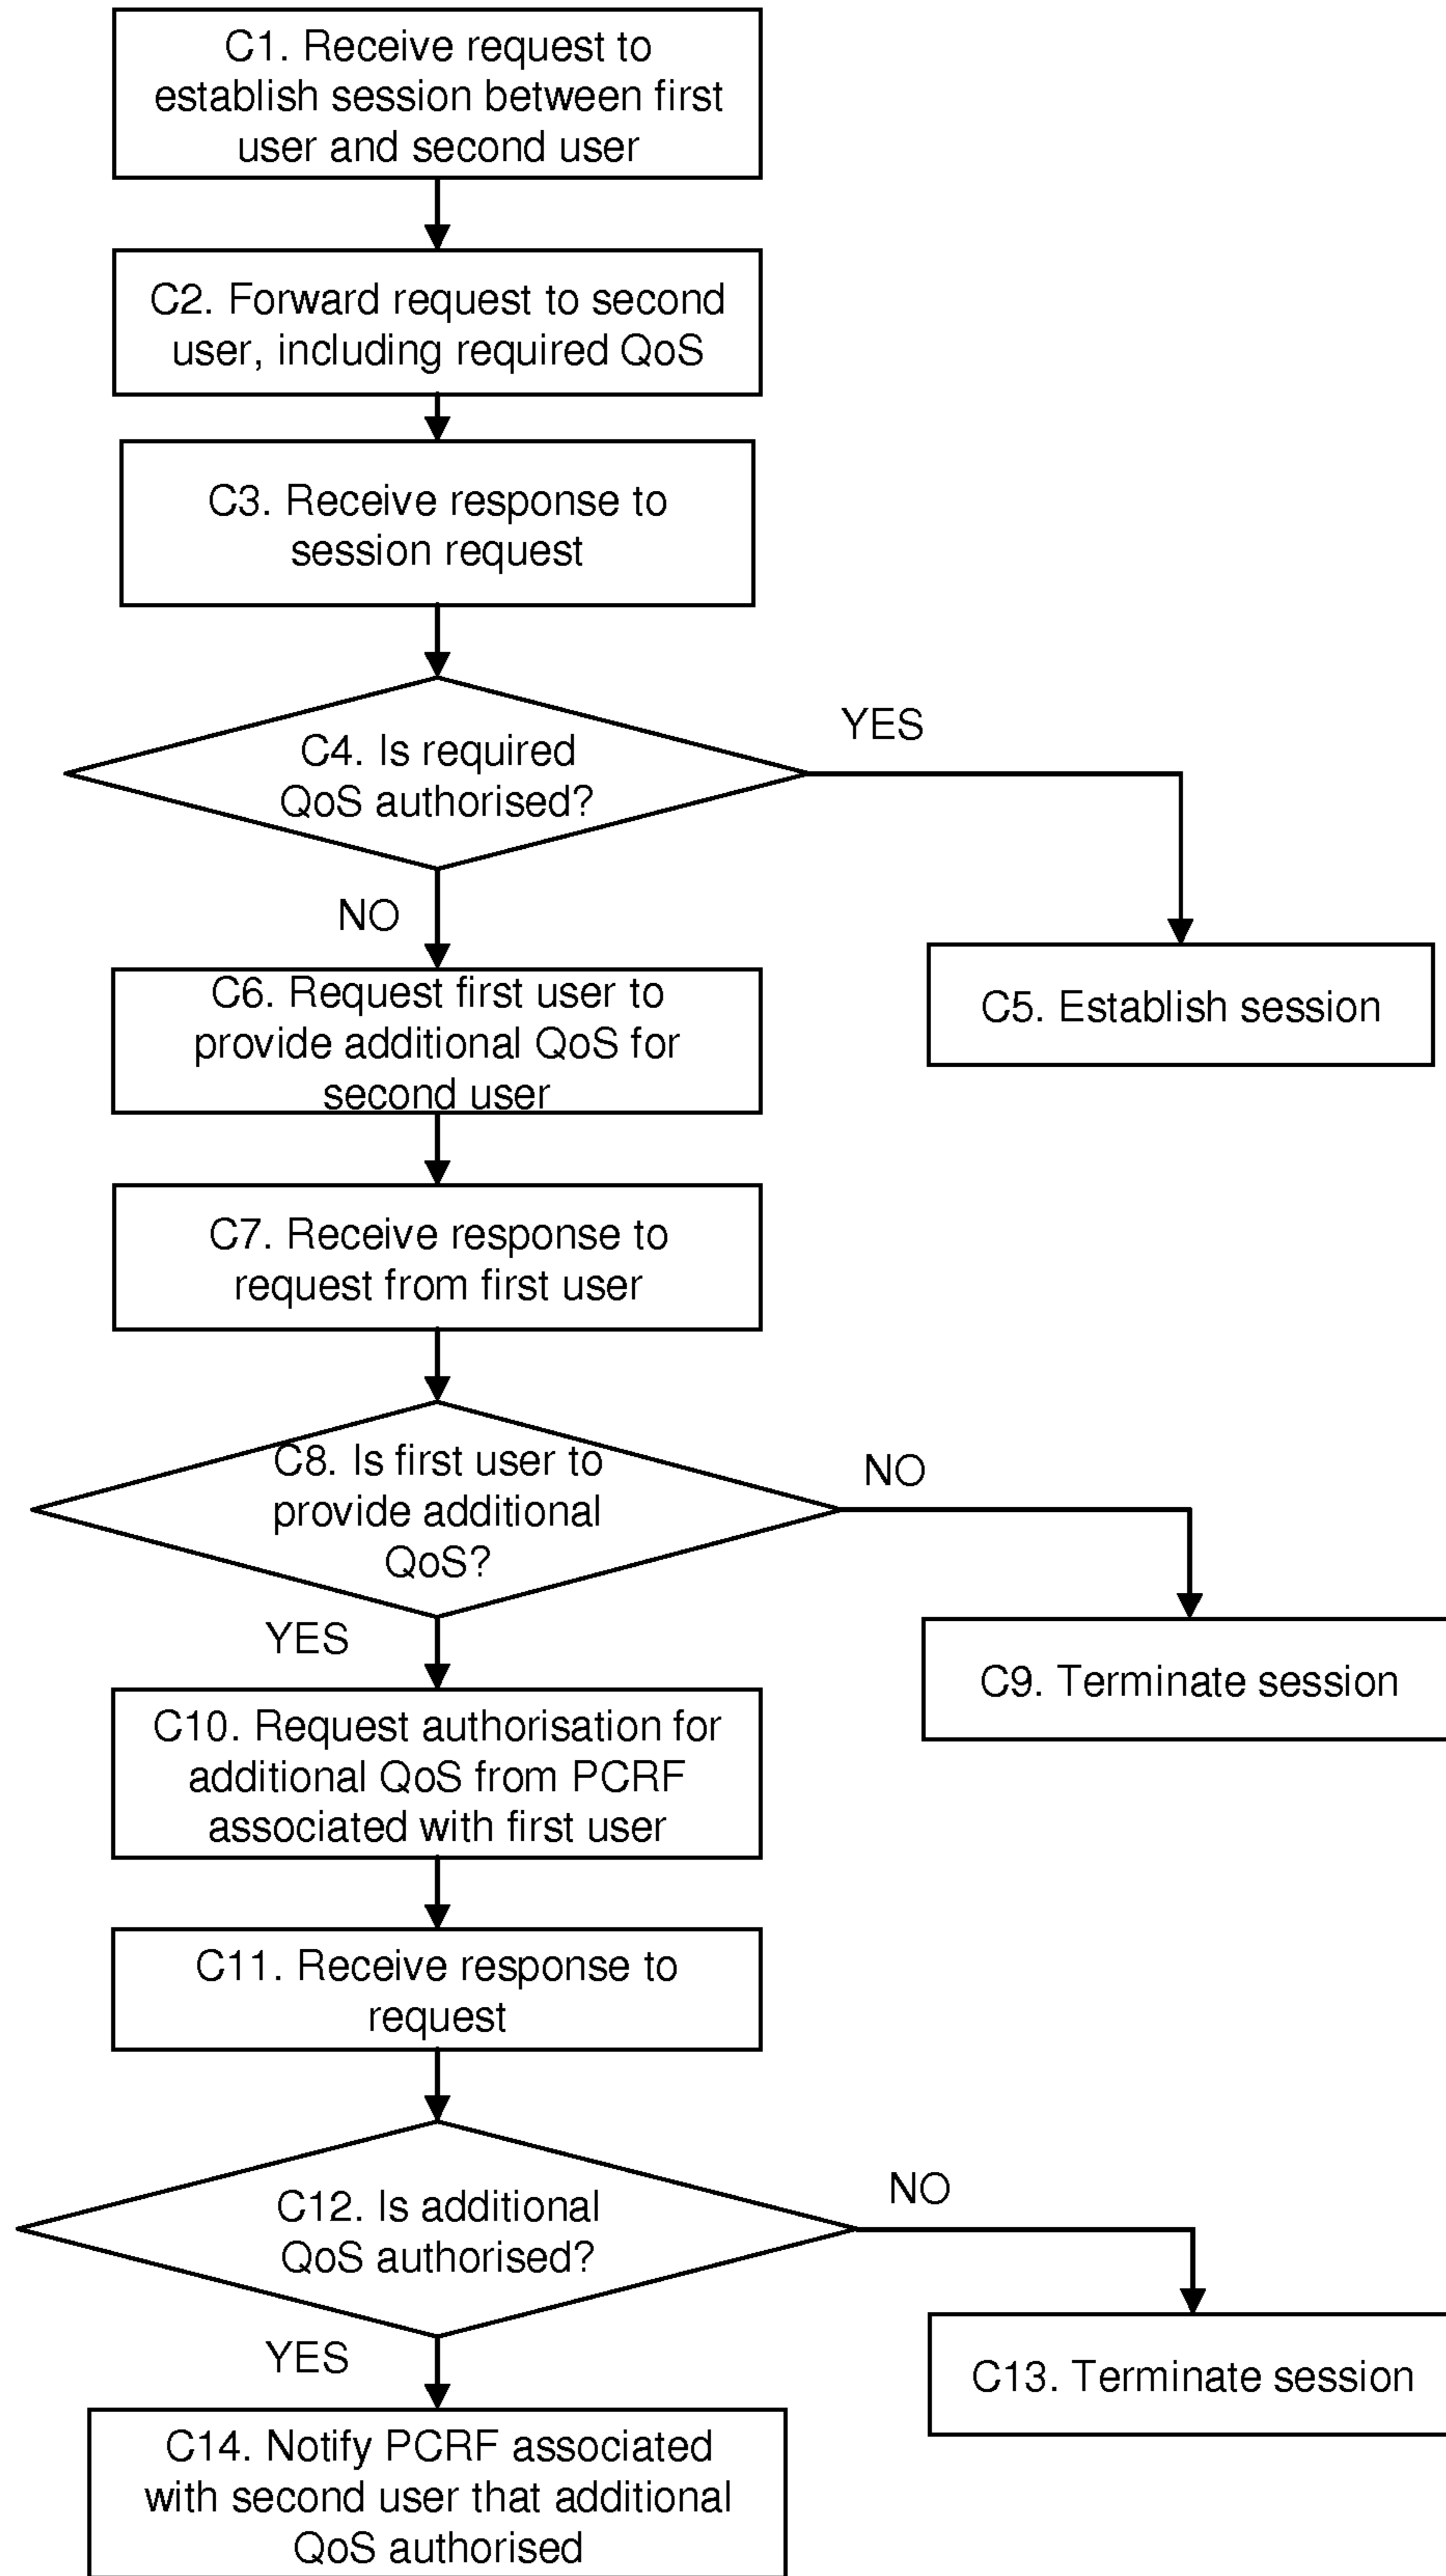 C1. Receive request to
establish session between first
user and second user
C2. Forward request to second
user, including required QoS
C3. Receive response to
session request
C4. Is required
QoS authorised?
YES
NO
C5. Establish session
C6. Request first user to
provide additional QoS for
second user
C7. Receive response to
request from first user
C8. Is first user to
provide additional
QoS?
NO
YES
C9. Terminate session
C10. Request authorisation for
additional QoS from PCRF
associated with first user
C11. Receive response to
request
C12. Is additional
QoS authorised?
NO
YES
C13. Terminate session
C14. Notify PCRF associated
with second user that additional
QoS authorised